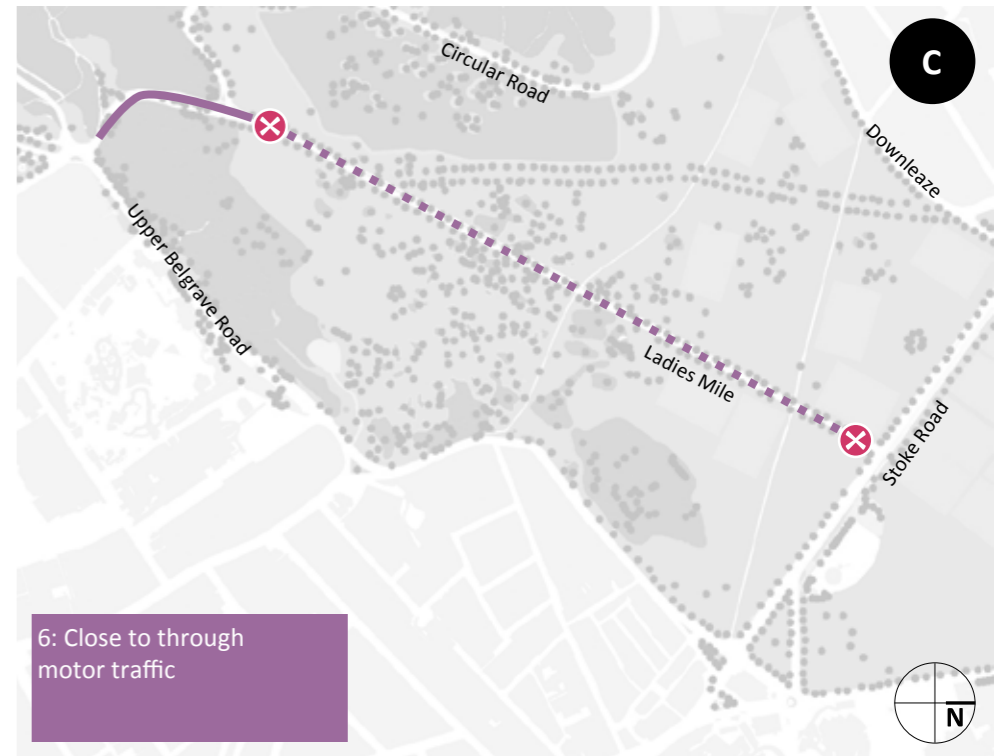 C
Circular Road
Downleaze
Upper Belgrave Road
Ladies Mile
Stoke Road
6: Close to through
motor traffic
N